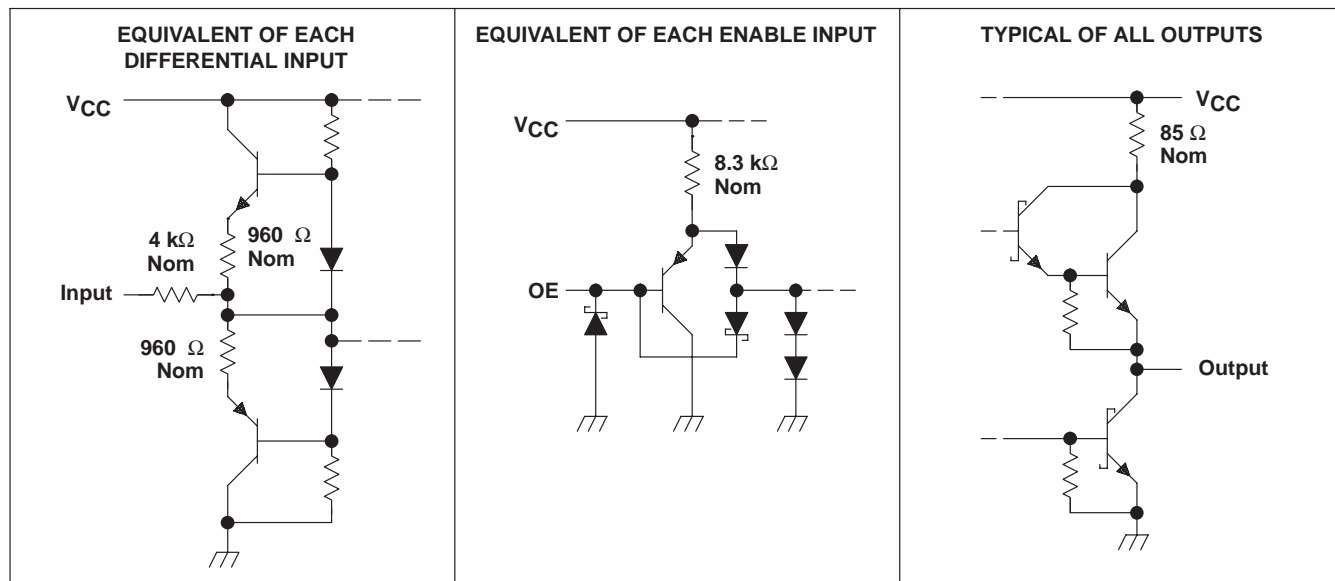 EQUIVALENT OF EACH
DIFFERENTIAL INPUT
VCC
4 kΩ
Nom
960 Ω
Nom
Input
960 Ω
Nom
EQUIVALENT OF EACH ENABLE INPUT
VCC
8.3 kΩ
Nom
OE
TYPICAL OF ALL OUTPUTS
VCC
85 Ω
Nom
Output